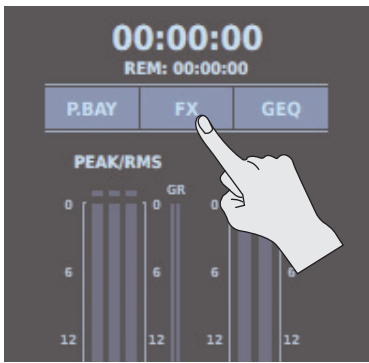 00:00:00
REM: 00:00:00
P.BAY FX GEQ
PEAK/RMS
GR
0 0 0
6 6 6 6
12 12 12 12